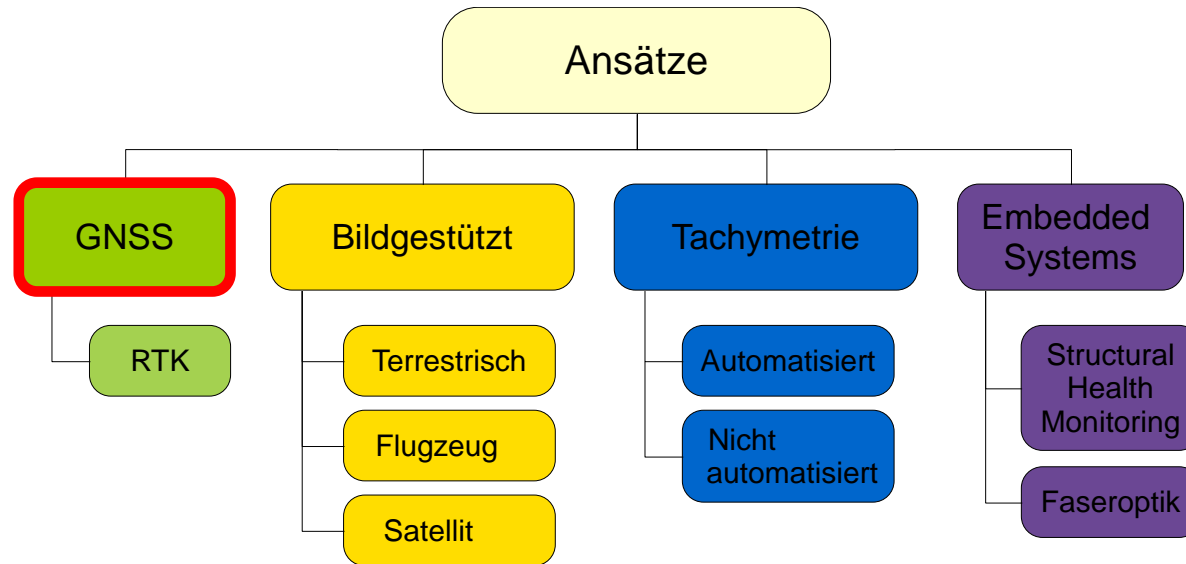 Ansätze
GNSS
RTK
Bildgestützt
Terrestrisch
Flugzeug
Satellit
Tachymetrie
Automatisiert
Nicht
automatisiert
Embedded
Systems
Structural
Health
Monitoring
Faseroptik